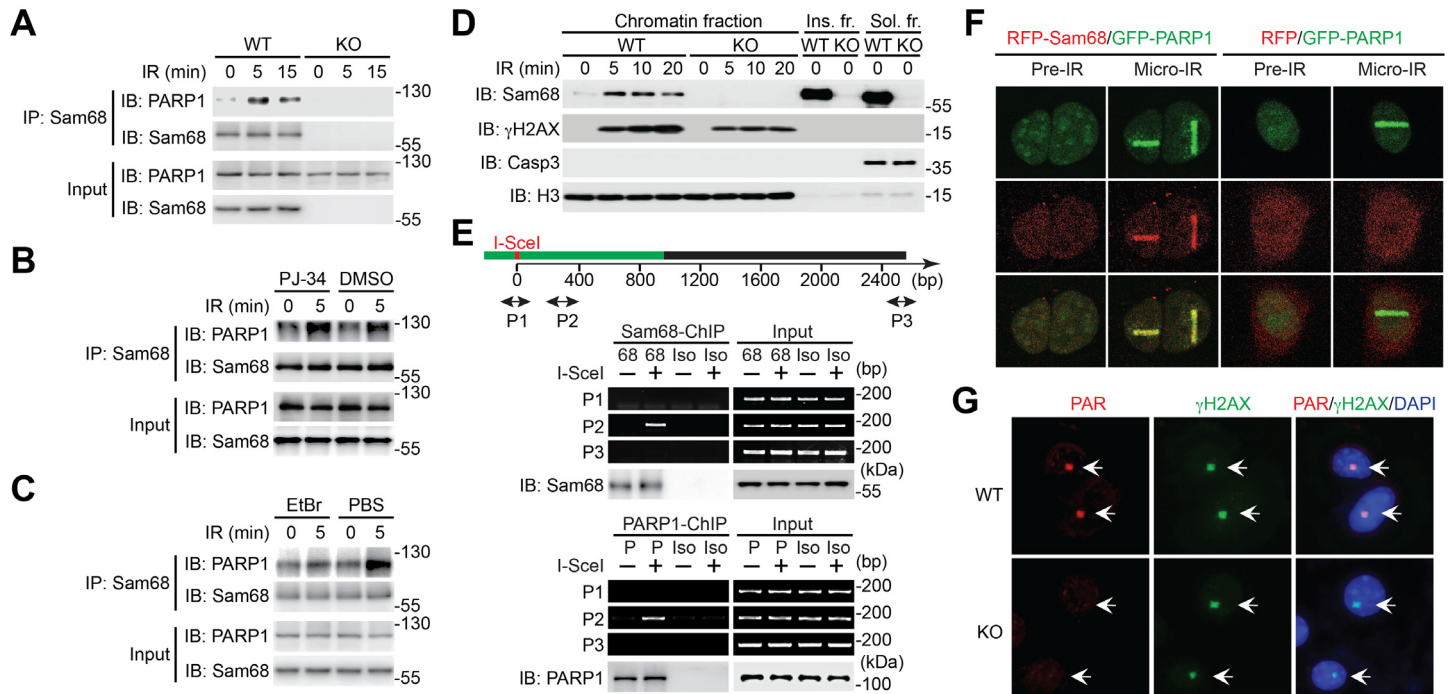 A
WT KO
IR (min) 0 5 15 0 5 15
IP: Sam68
IB: PARP1 -130
IB: Sam68
Input
IB: PARP1 -130
IB: Sam68
-55
B
PJ-34 DMSO
IR (min) 0 5 0 5
IP: Sam68
IB: PARP1 -130
IB: Sam68
-55
Input
IB: PARP1 -130
IB: Sam68
-55
C
EtBr PBS
IR (min) 0 5 0 5
IP: Sam68
IB: PARP1 -130
IB: Sam68
-55
Input
IB: PARP1 -130
IB: Sam68
-55
D
Chromatin fraction Ins. fr. Sol. fr.
WT KO WT KO WT KO
IR (min) 0 5 10 20 0 5 10 20 0 0 0 0
IB: Sam68 -55
IB: γH2AX -15
IB: Casp3 -35
IB: H3 -15
E
I-SceI
0 400 800 1200 1600 2000 2400 (bp)
P1 P2 P3
Sam68-ChIP Input
68 68 Iso Iso 68 68 Iso Iso (bp)
I-SceI — + — + — + — +
P1 -200
P2 -200
P3 -200
(kDa)
IB: Sam68 -55
PARP1-ChIP Input
P P Iso Iso P P Iso Iso (bp)
I-SceI — + — + — + — +
P1 -200
P2 -200
P3 -200
(kDa)
IB: PARP1 -100
F
RFP-Sam68/GFP-PARP1 RFP/GFP-PARP1
Pre-IR Micro-IR Pre-IR Micro-IR
G
PAR γH2AX PAR/γH2AX/DAPI
WT
KO